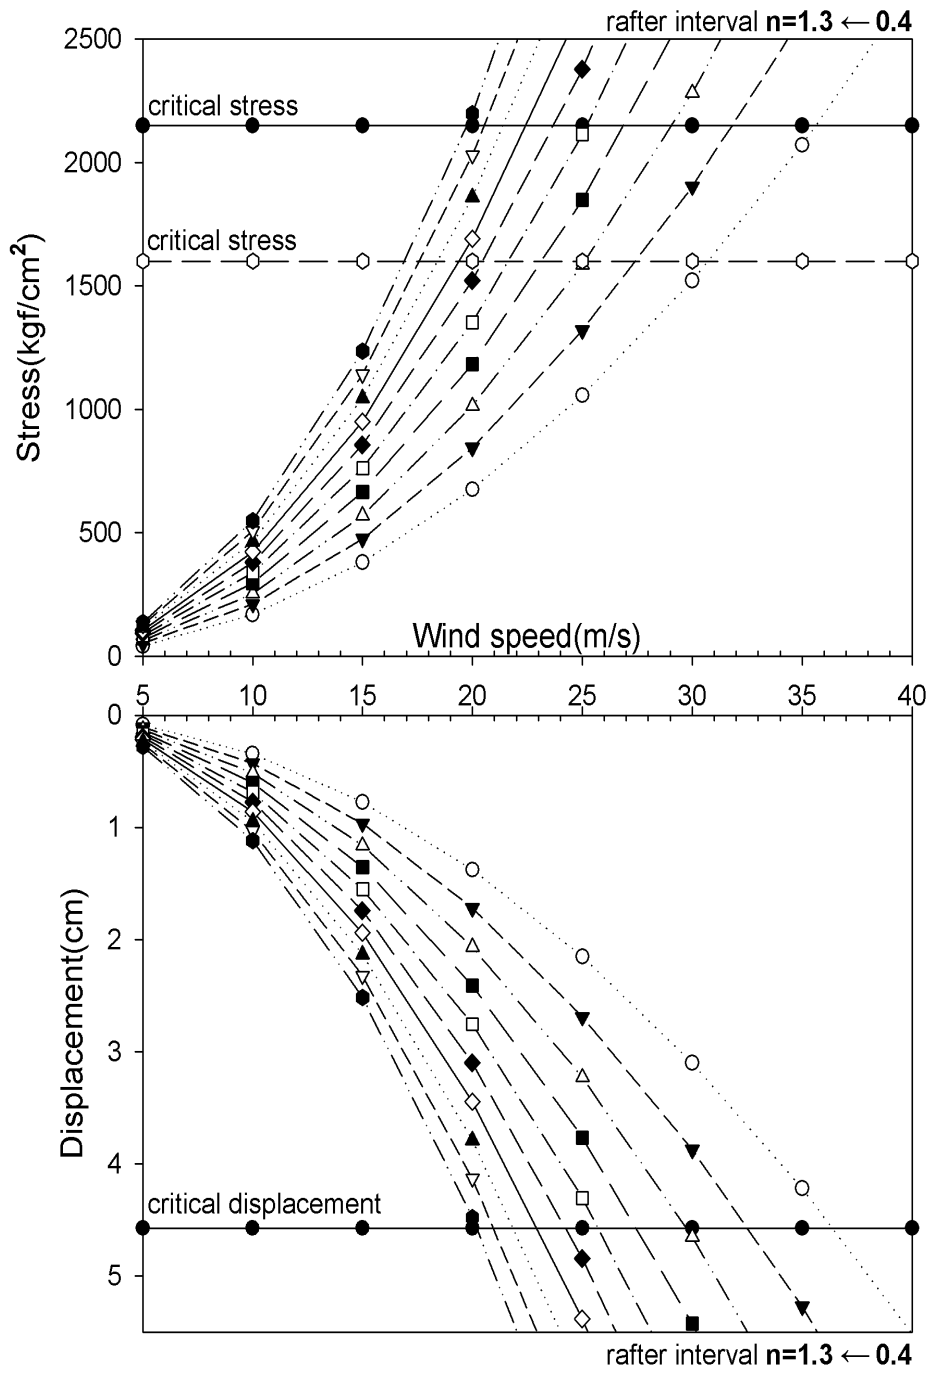 rafter interval n=1.3 ← 0.4
2500
critical stress
2000
critical stress
1500
Stress(kgf/cm²)
1000
500
Wind speed(m/s)
0
5 10 15 20 25 30 35 40
0
1
2
Displacement(cm)
3
4
critical displacement
5
rafter interval n=1.3 ← 0.4